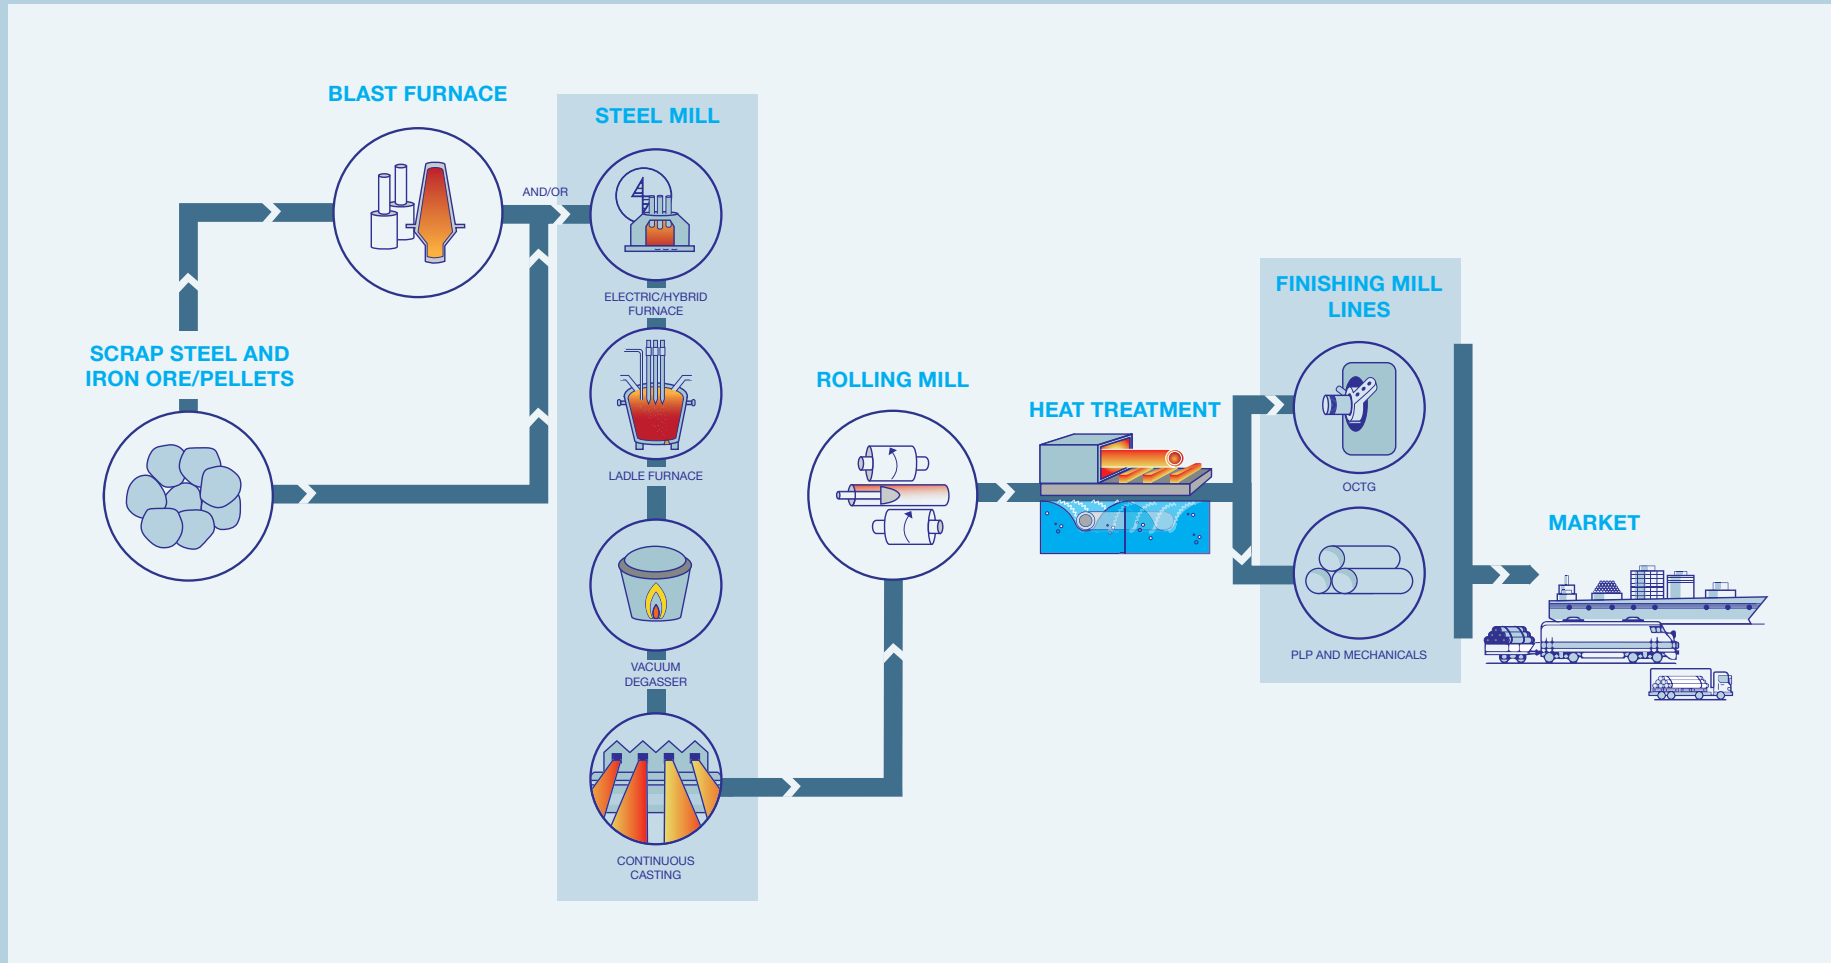 BLAST FURNACE
STEEL MILL
AND/OR
ELECTRIC/HYBRID
FURNACE
SCRAP STEEL AND
IRON ORE/PELLETS
LADLE FURNACE
VACUUM
DEGASSER
CONTINUOUS
CASTING
ROLLING MILL
HEAT TREATMENT
FINISHING MILL
LINES
OCTG
PLP AND MECHANICALS
MARKET